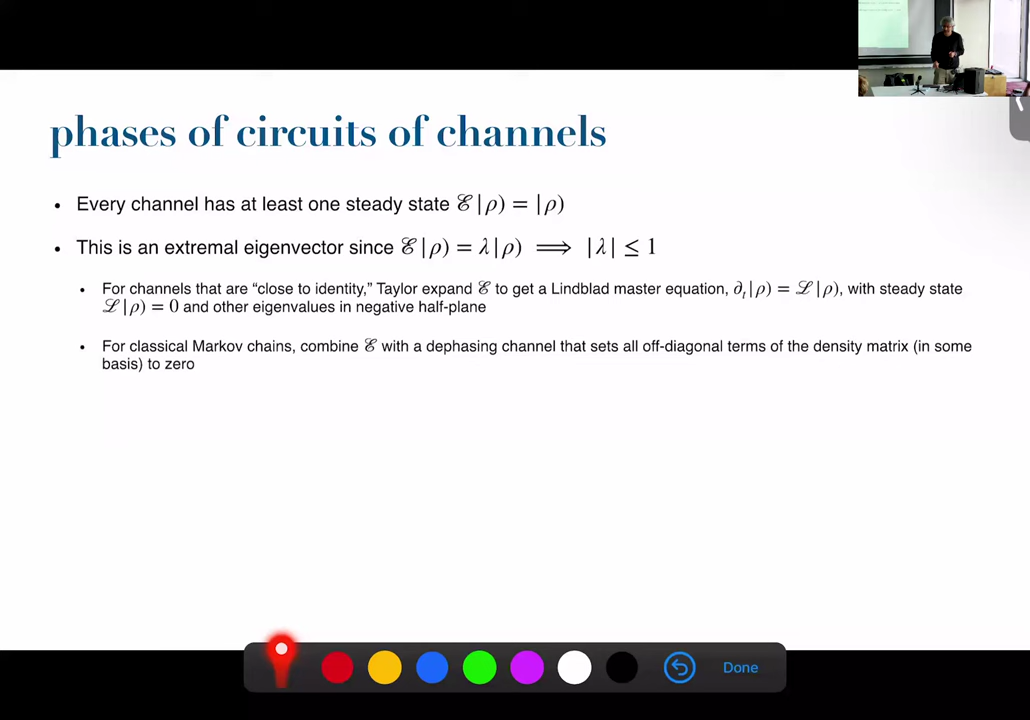 phases of circuits of channels
• Every channel has at least one steady state ℰ|ρ) = |ρ)
• This is an extremal eigenvector since ℰ|ρ) = λ|ρ) ⟹ |λ| ≤ 1
• For channels that are “close to identity,” Taylor expand ℰ to get a Lindblad master equation, ∂ₜ|ρ) = ℒ|ρ), with steady state
ℒ|ρ) = 0 and other eigenvalues in negative half-plane
• For classical Markov chains, combine ℰ with a dephasing channel that sets all off-diagonal terms of the density matrix (in some
basis) to zero
Done